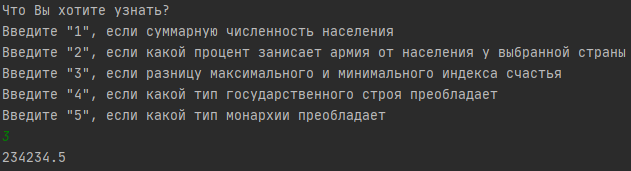 Что Вы хотите узнать?
Введите "1", если суммарную численность населения
Введите "2", если какой процент занисает армия от населения у выбранной страны
Введите "3", если разницу максимального и минимального индекса счастья
Введите "4", если какой тип государственного строя преобладает
Введите "5", если какой тип монархии преобладает
3
234234.5